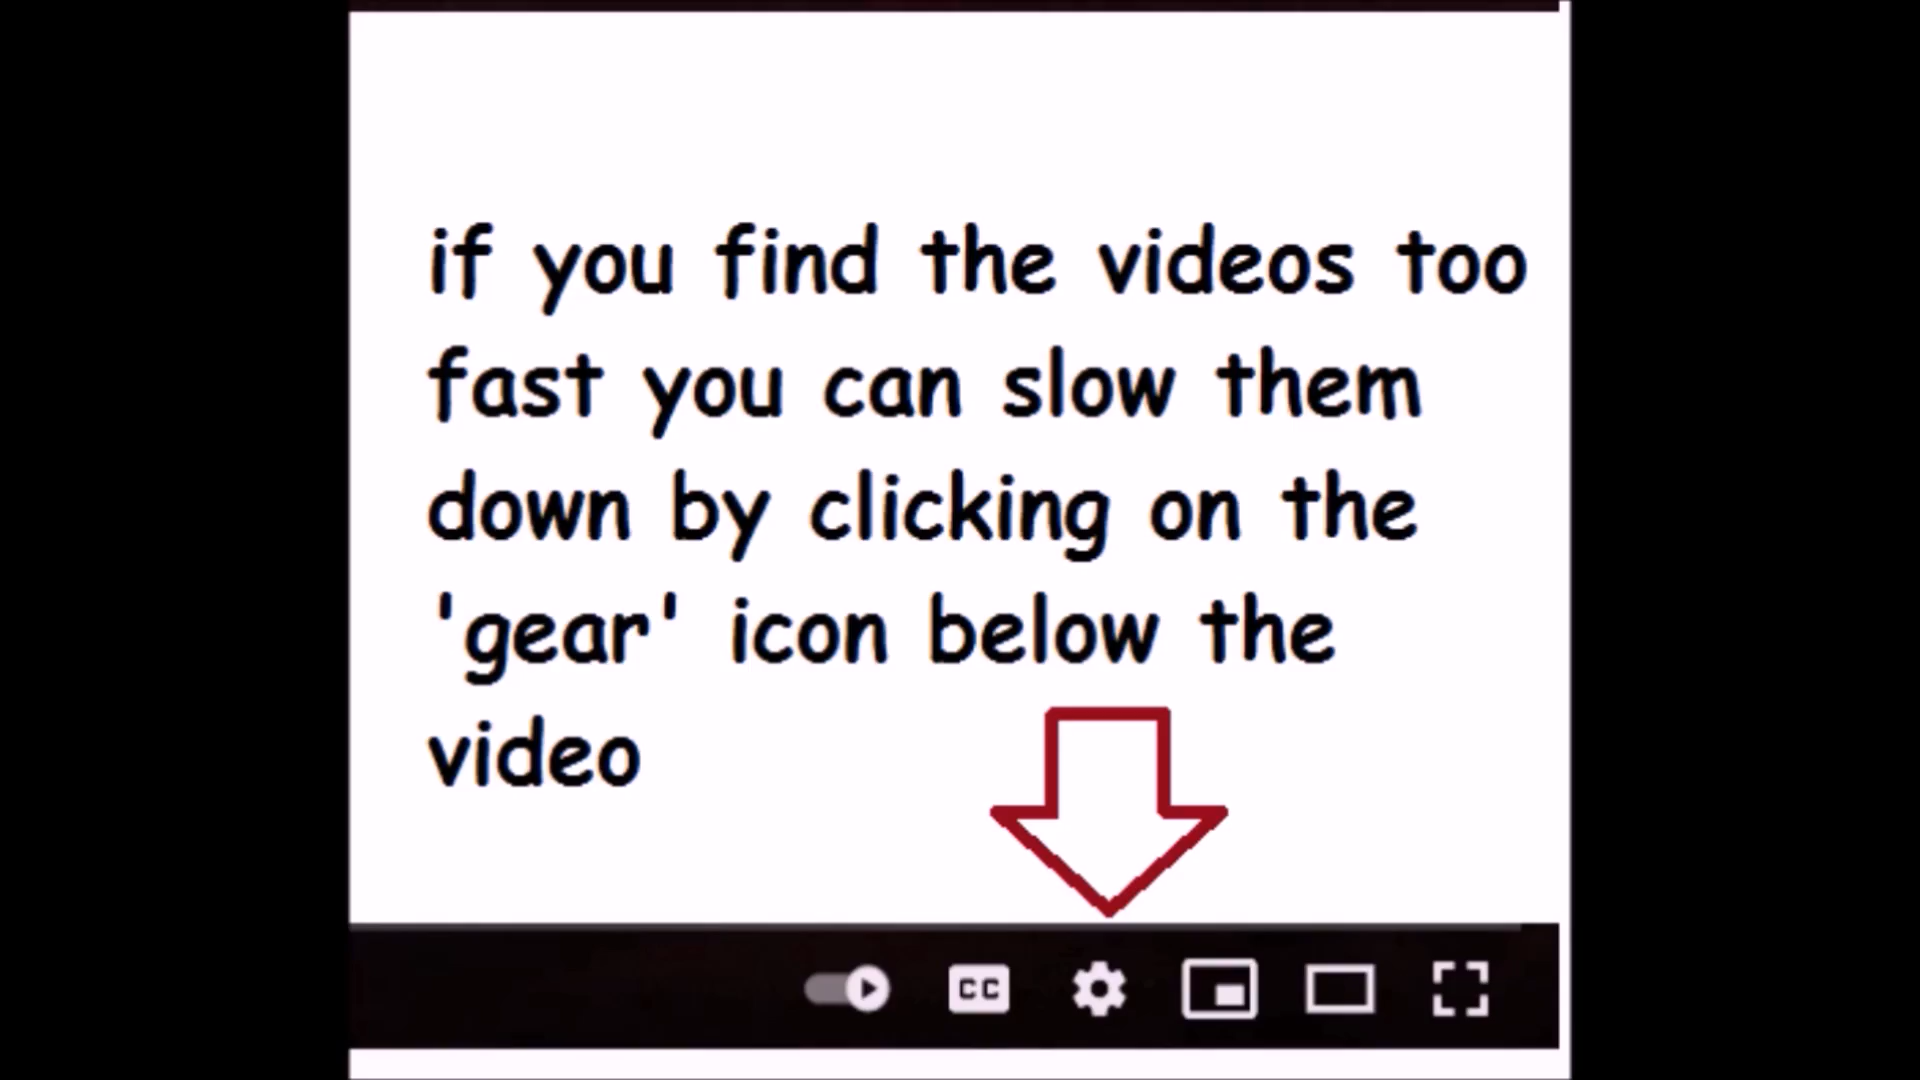 if you find the videos too
fast you can slow them
down by clicking on the
'gear' icon below the
video
CC